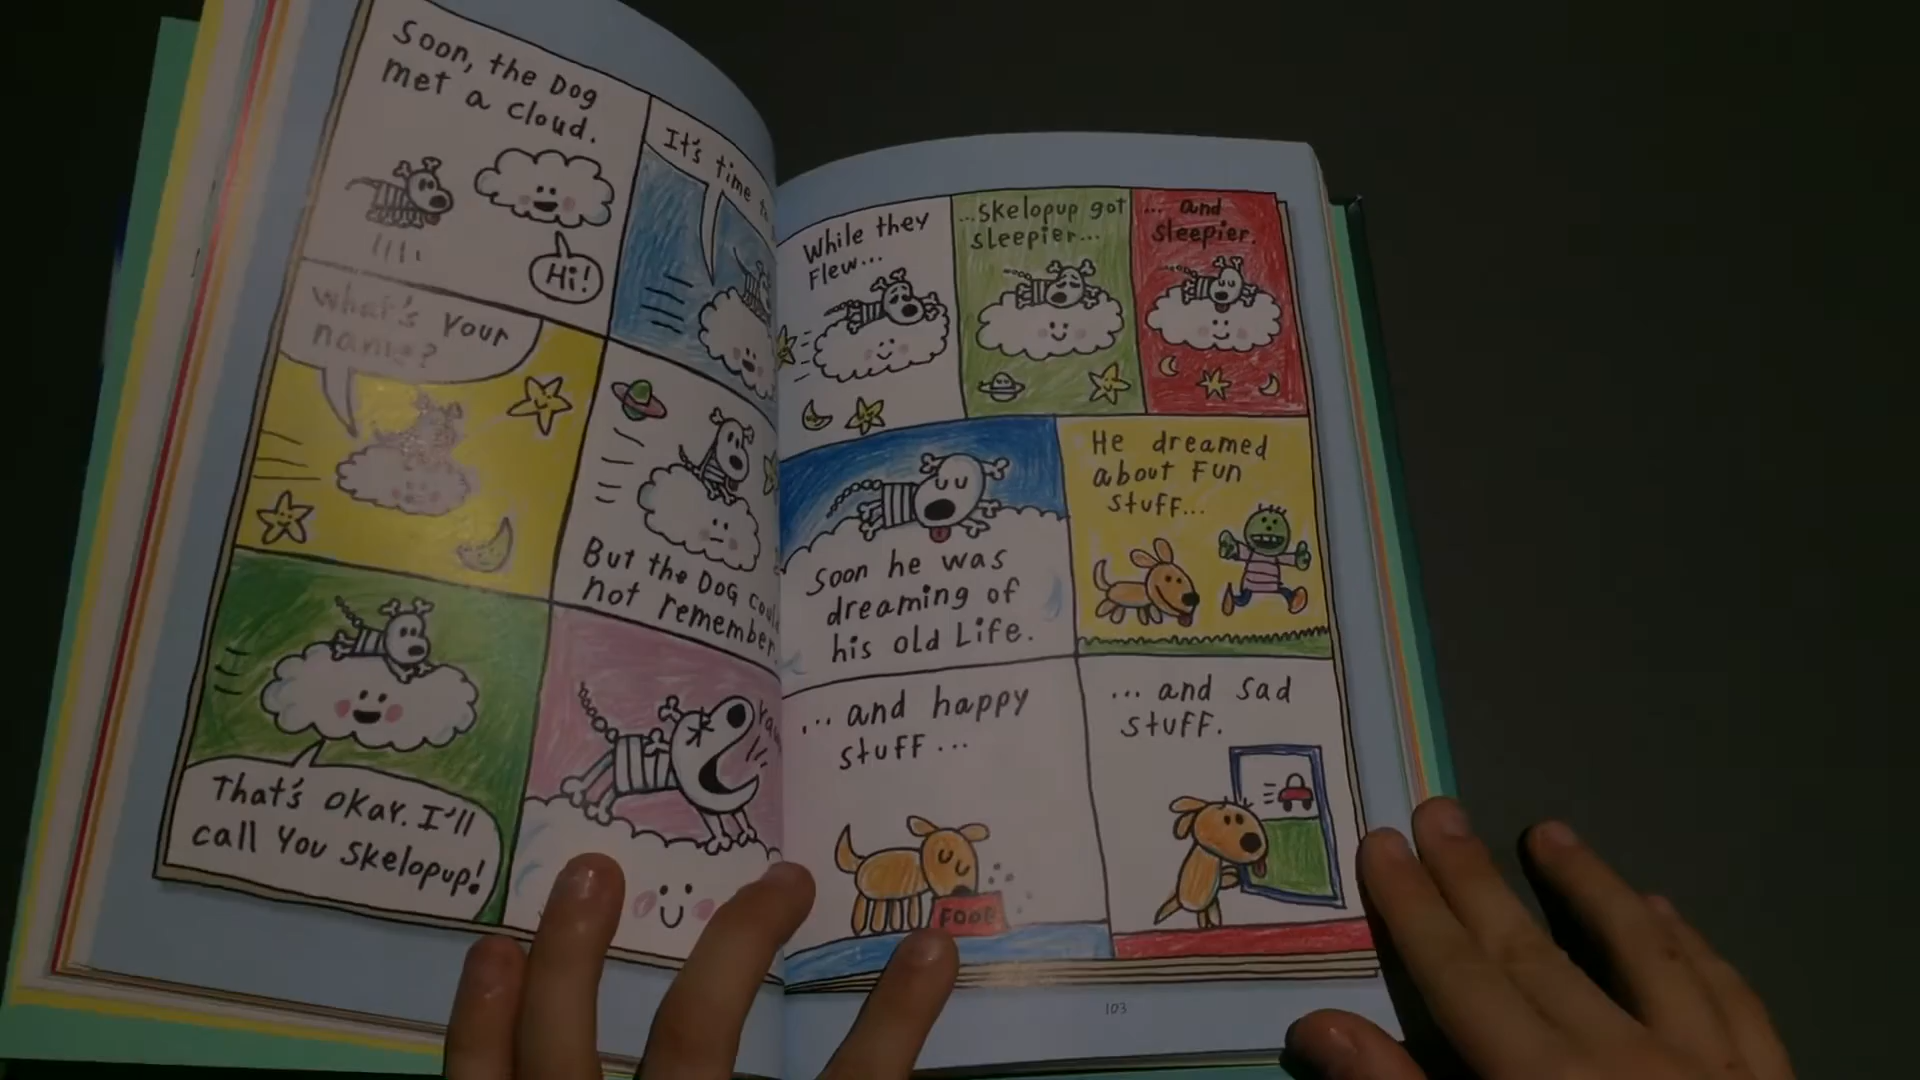 Soon, the Dog
met a cloud.
Hi!
It's time
What's your
name?
But the Dog could
not remember.
That's okay. I'll
call you Skelopup!
While they
Flew...
...Skelopup got
sleepier...
... and
sleepier.
Soon he was
dreaming of
his old Life.
He dreamed
about Fun
stuff...
... and happy
stuff...
FOOD
... and sad
stuff.
103